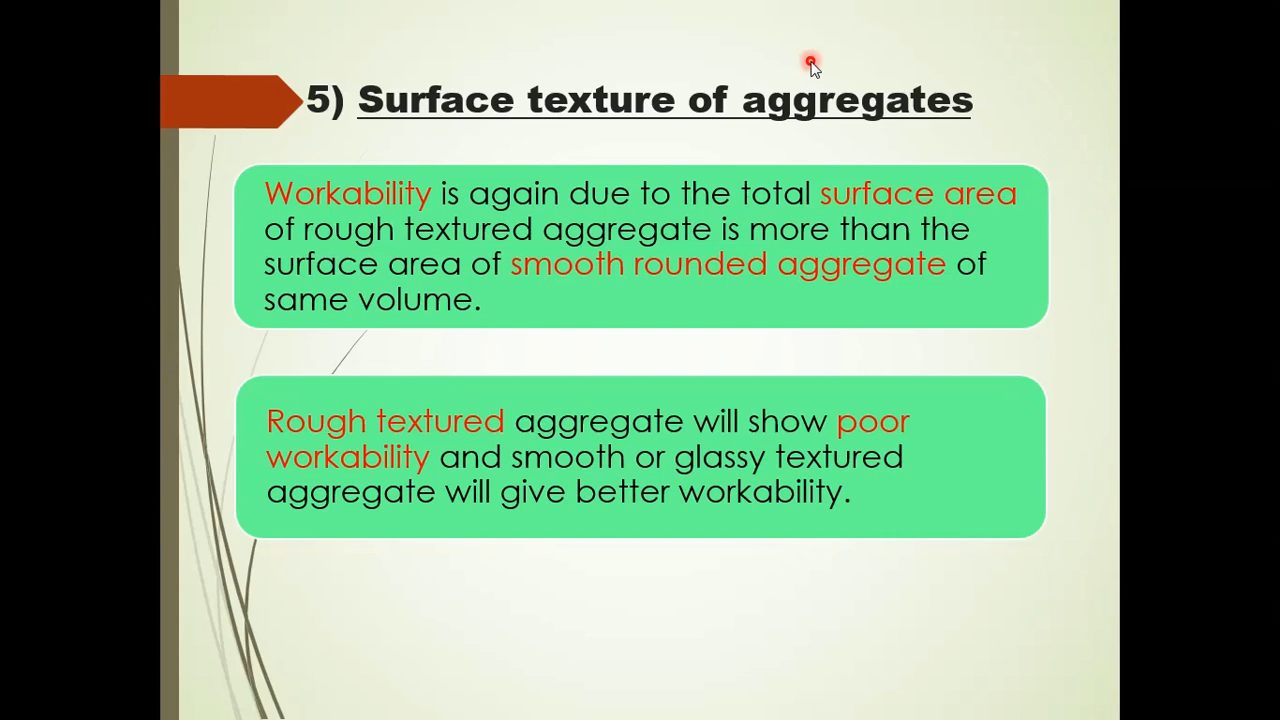 5) Surface texture of aggregates
Workability is again due to the total surface area
of rough textured aggregate is more than the
surface area of smooth rounded aggregate of
same volume.
Rough textured aggregate will show poor
workability and smooth or glassy textured
aggregate will give better workability.